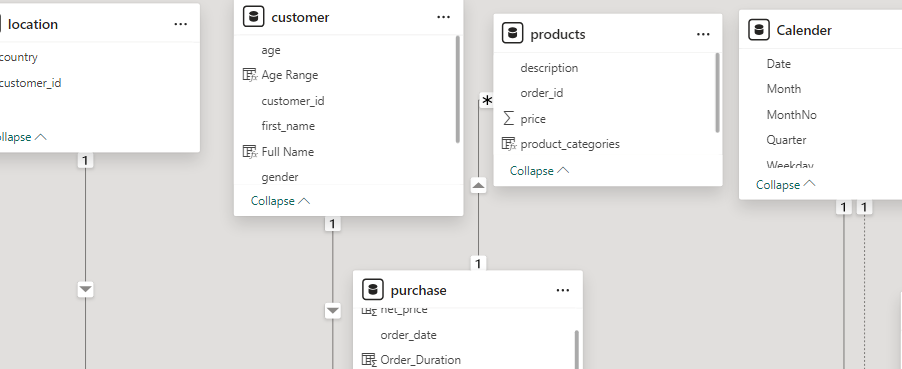 location
country
customer_id
ollapse
1
customer
age
Age Range
customer_id
first_name
Full Name
gender
Collapse
1
products
description
order_id
price
product_categories
Collapse
*
1
Calender
Date
Month
MonthNo
Quarter
Weekday
Collapse
1
1
purchase
net_price
order_date
Order_Duration